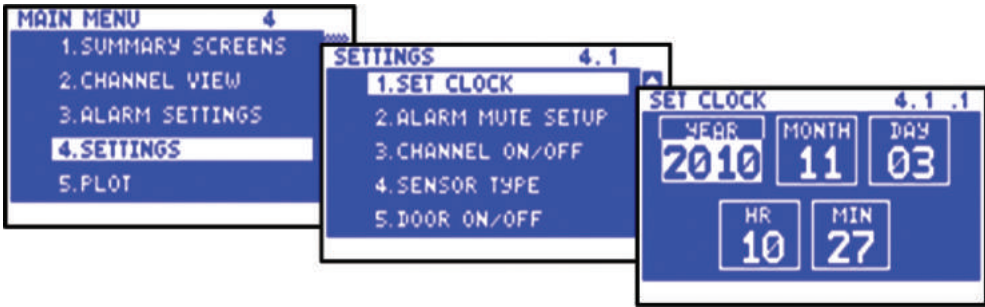 MAIN MENU 4
1.SUMMARY SCREENS
2.CHANNEL VIEW
3.ALARM SETTINGS
4.SETTINGS
5.PLOT
SETTINGS 4.1
1.SET CLOCK
2.ALARM MUTE SETUP
3.CHANNEL ON/OFF
4.SENSOR TYPE
5.DOOR ON/OFF
SET CLOCK 4.1 .1
YEAR MONTH DAY
2010 11 03
HR MIN
10 27